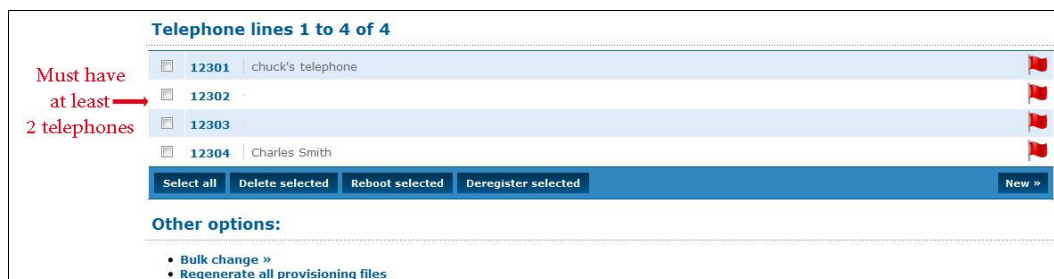 Telephone lines 1 to 4 of 4
Must have
at least
2 telephones
12301 chuck's telephone
12302
12303
12304 Charles Smith
Select all Delete selected Reboot selected Deregister selected New »
Other options:
Bulk change »
Regenerate all provisioning files